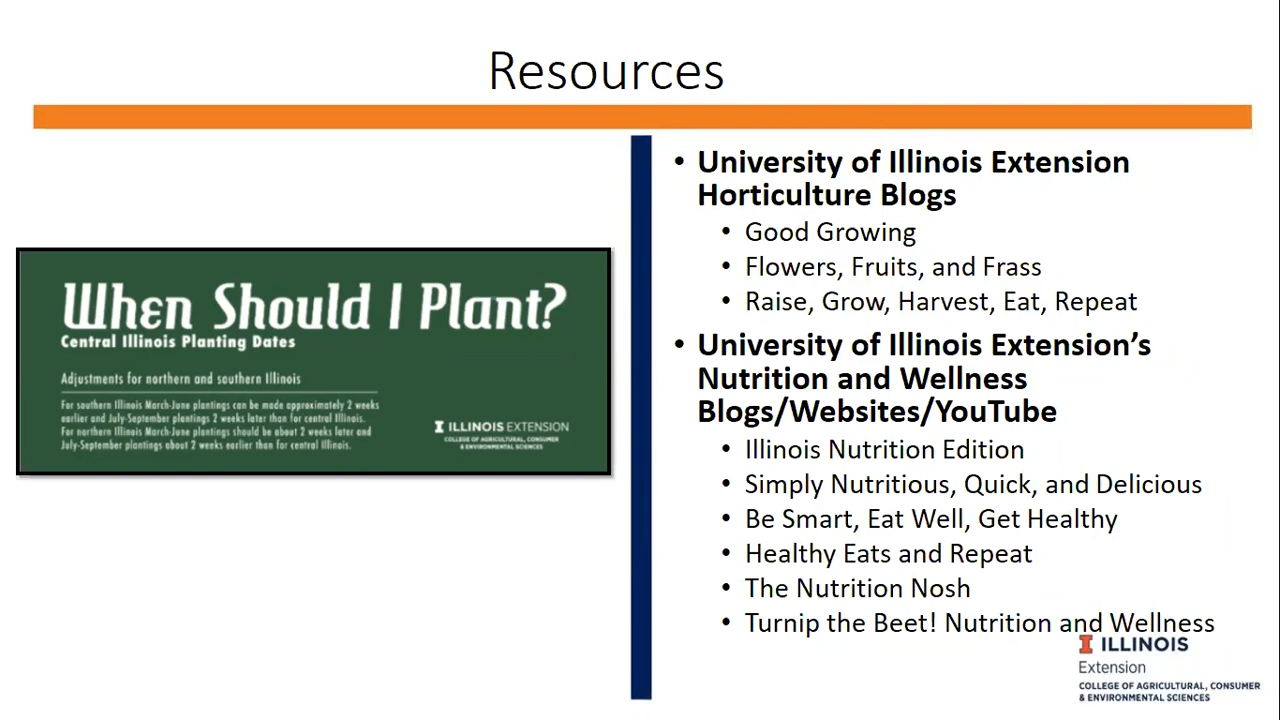 Resources
When Should I Plant?
Central Illinois Planting Dates
Adjustments for northern and southern Illinois
For southern Illinois March-June plantings can be made approximately 2 weeks
earlier and July-September plantings 2 weeks later than for central Illinois.
For northern Illinois March-June plantings should be about 2 weeks later and
July-September plantings about 2 weeks earlier than for central Illinois.
I ILLINOIS EXTENSION
COLLEGE OF AGRICULTURAL, CONSUMER
& ENVIRONMENTAL SCIENCES
• University of Illinois Extension
Horticulture Blogs
• Good Growing
• Flowers, Fruits, and Frass
• Raise, Grow, Harvest, Eat, Repeat
• University of Illinois Extension’s
Nutrition and Wellness
Blogs/Websites/YouTube
• Illinois Nutrition Edition
• Simply Nutritious, Quick, and Delicious
• Be Smart, Eat Well, Get Healthy
• Healthy Eats and Repeat
• The Nutrition Nosh
• Turnip the Beet! Nutrition and Wellness
I ILLINOIS
Extension
COLLEGE OF AGRICULTURAL, CONSUMER
& ENVIRONMENTAL SCIENCES